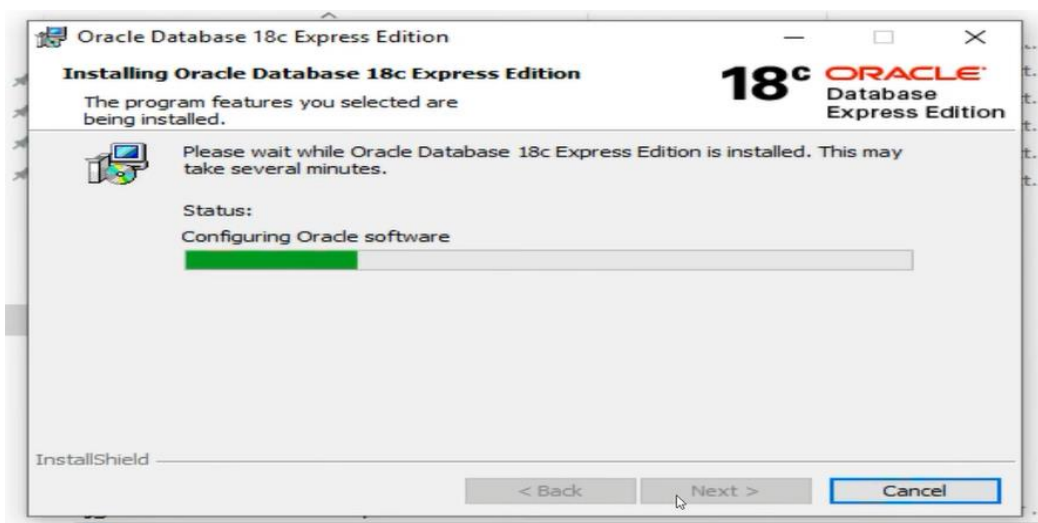 Oracle Database 18c Express Edition
Installing Oracle Database 18c Express Edition
The program features you selected are
being installed.
18c ORACLE
Database
Express Edition
Please wait while Oracle Database 18c Express Edition is installed. This may
take several minutes.
Status:
Configuring Oracle software
InstallShield
< Back
Next >
Cancel